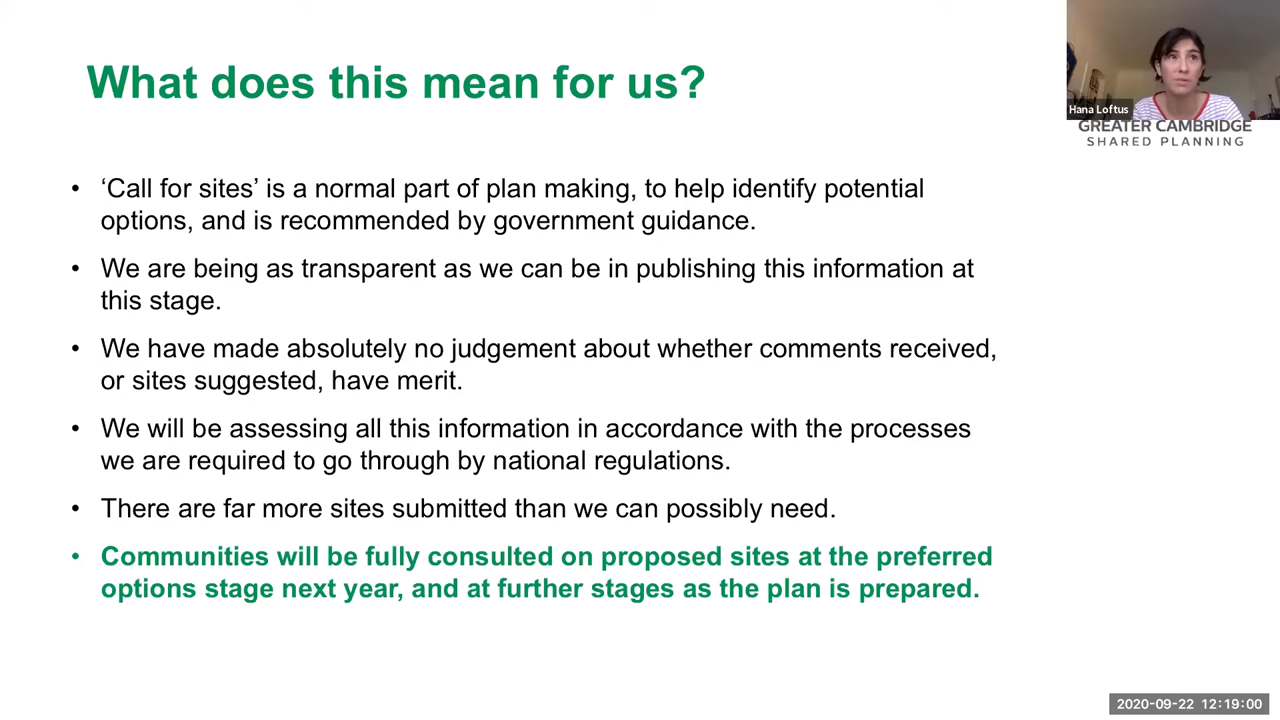 What does this mean for us?
Hana Loftus
GREATER CAMBRIDGE
SHARED PLANNING
• ‘Call for sites’ is a normal part of plan making, to help identify potential
options, and is recommended by government guidance.
• We are being as transparent as we can be in publishing this information at
this stage.
• We have made absolutely no judgement about whether comments received,
or sites suggested, have merit.
• We will be assessing all this information in accordance with the processes
we are required to go through by national regulations.
• There are far more sites submitted than we can possibly need.
• Communities will be fully consulted on proposed sites at the preferred
options stage next year, and at further stages as the plan is prepared.
2020-09-22 12:19:00